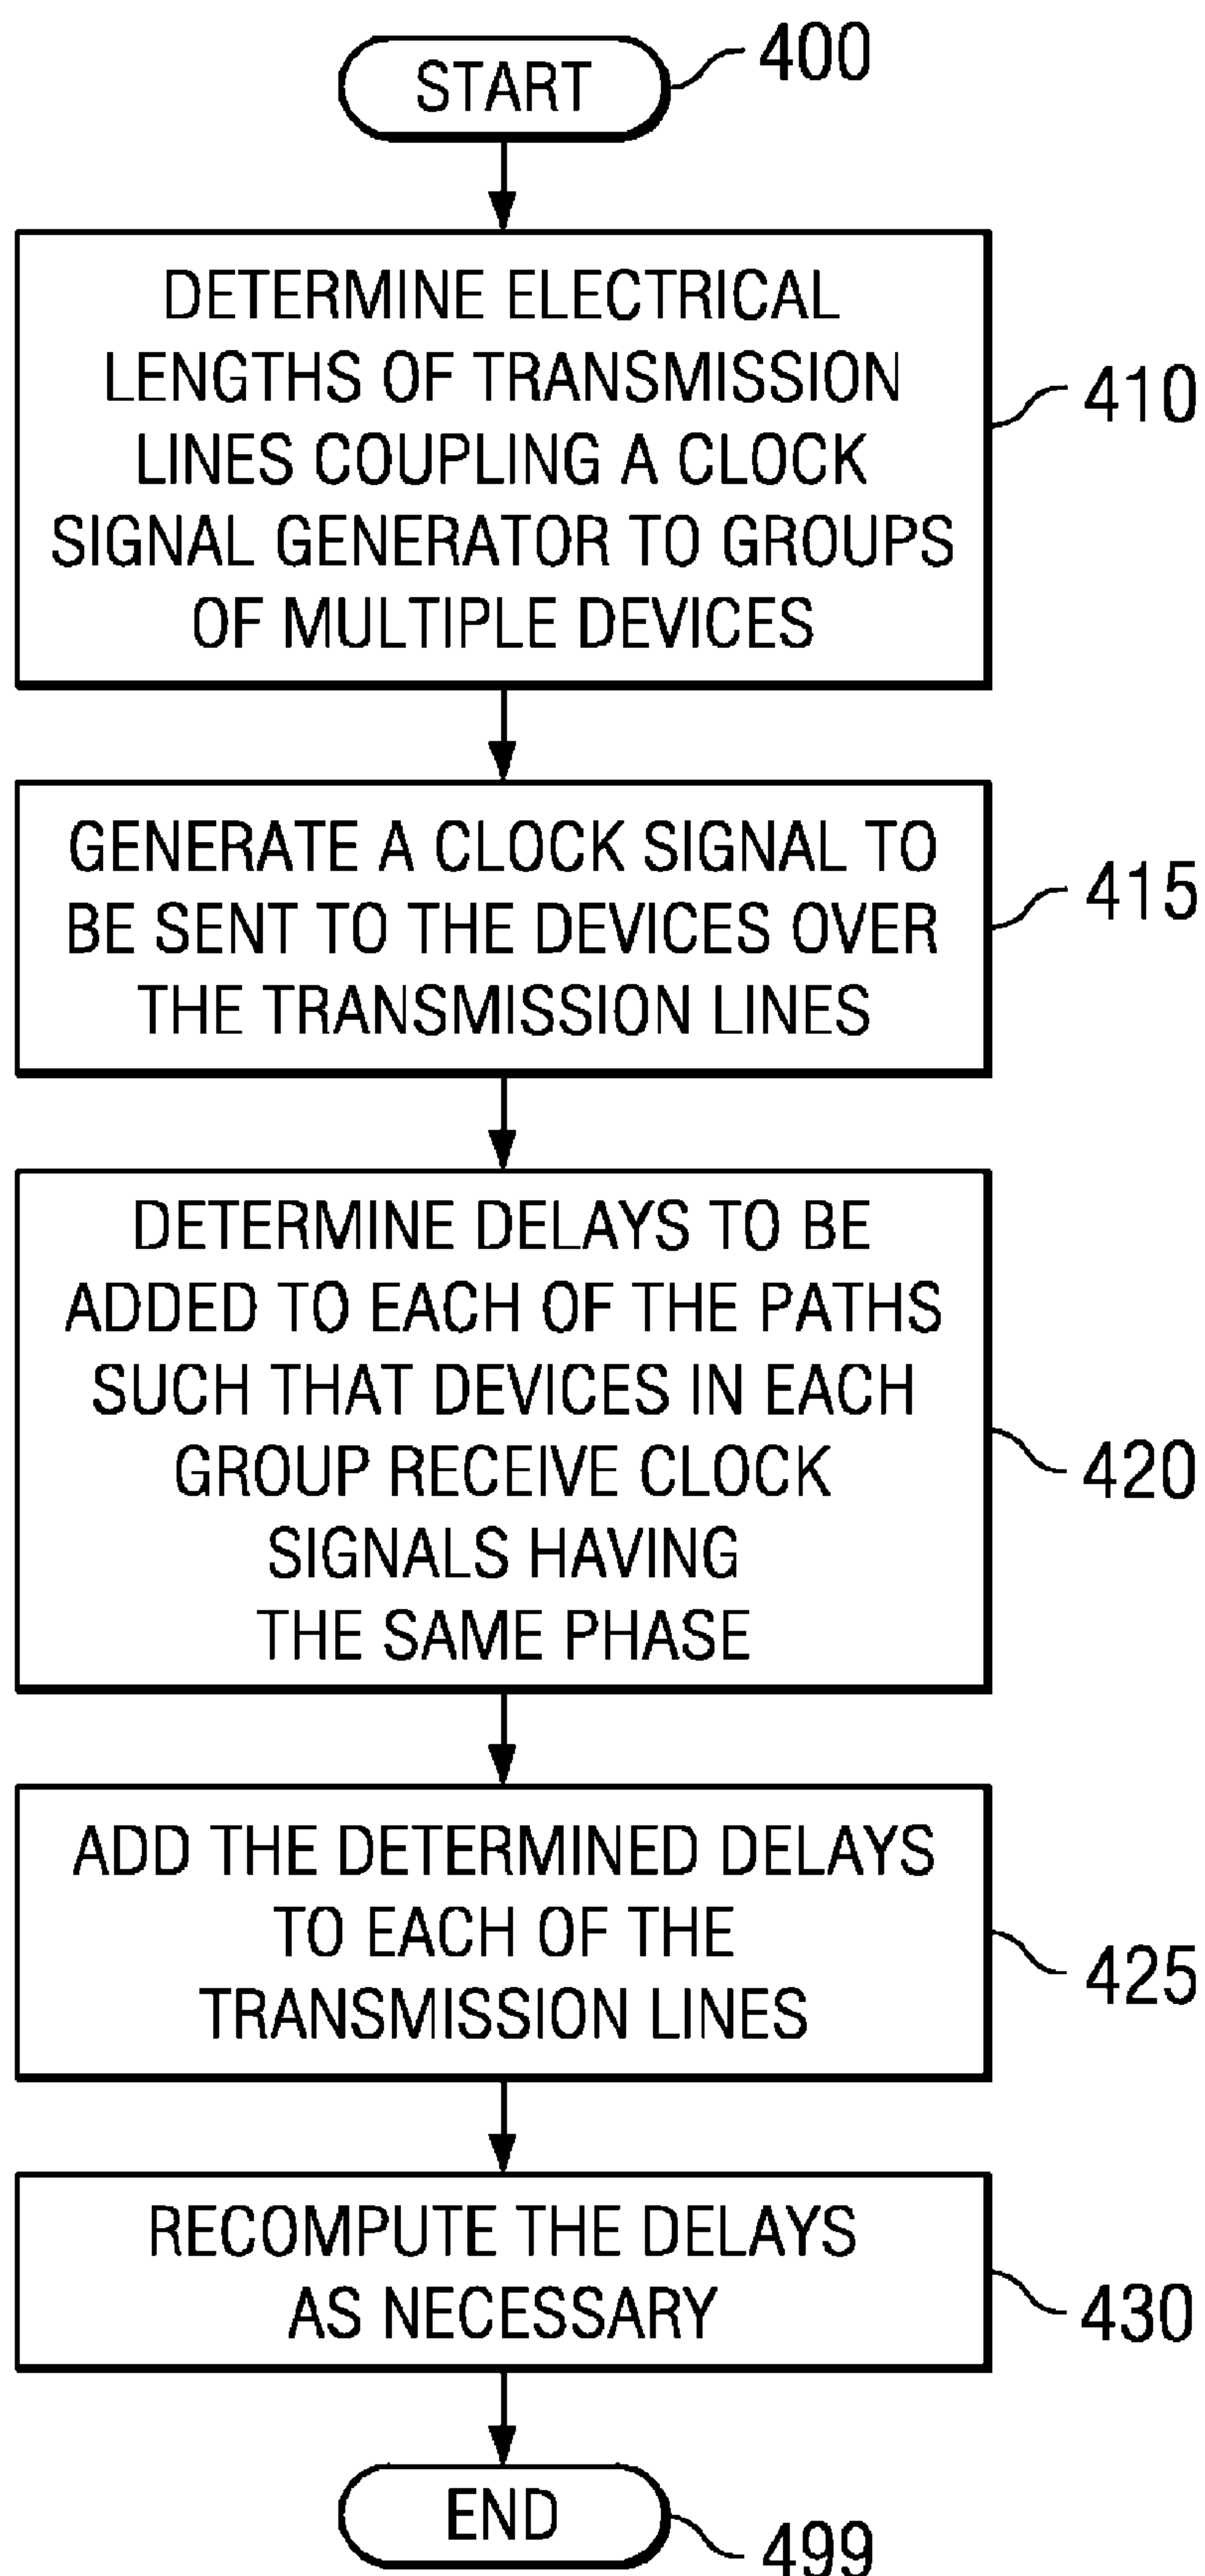 START
400
DETERMINE ELECTRICAL
LENGTHS OF TRANSMISSION
LINES COUPLING A CLOCK
SIGNAL GENERATOR TO GROUPS
OF MULTIPLE DEVICES
410
GENERATE A CLOCK SIGNAL TO
BE SENT TO THE DEVICES OVER
THE TRANSMISSION LINES
415
DETERMINE DELAYS TO BE
ADDED TO EACH OF THE PATHS
SUCH THAT DEVICES IN EACH
GROUP RECEIVE CLOCK
SIGNALS HAVING
THE SAME PHASE
420
ADD THE DETERMINED DELAYS
TO EACH OF THE
TRANSMISSION LINES
425
RECOMPUTE THE DELAYS
AS NECESSARY
430
END
499